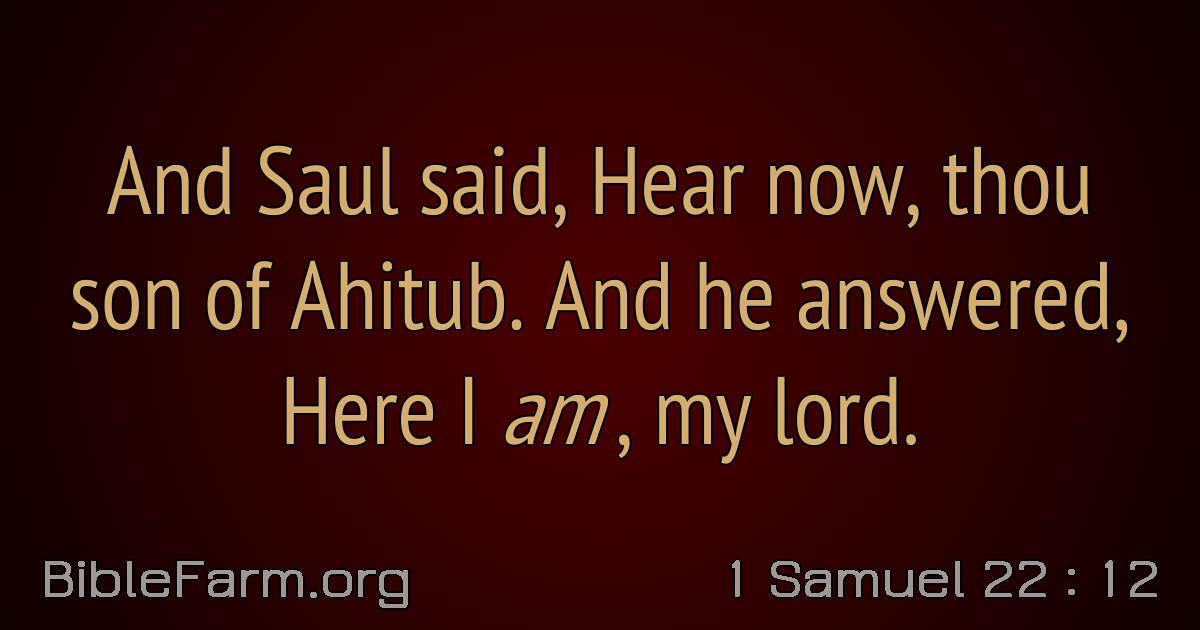 And Saul said, Hear now, thou
son of Ahitub. And he answered,
Here I am, my lord.
BibleFarm.org
1 Samuel 22 : 12